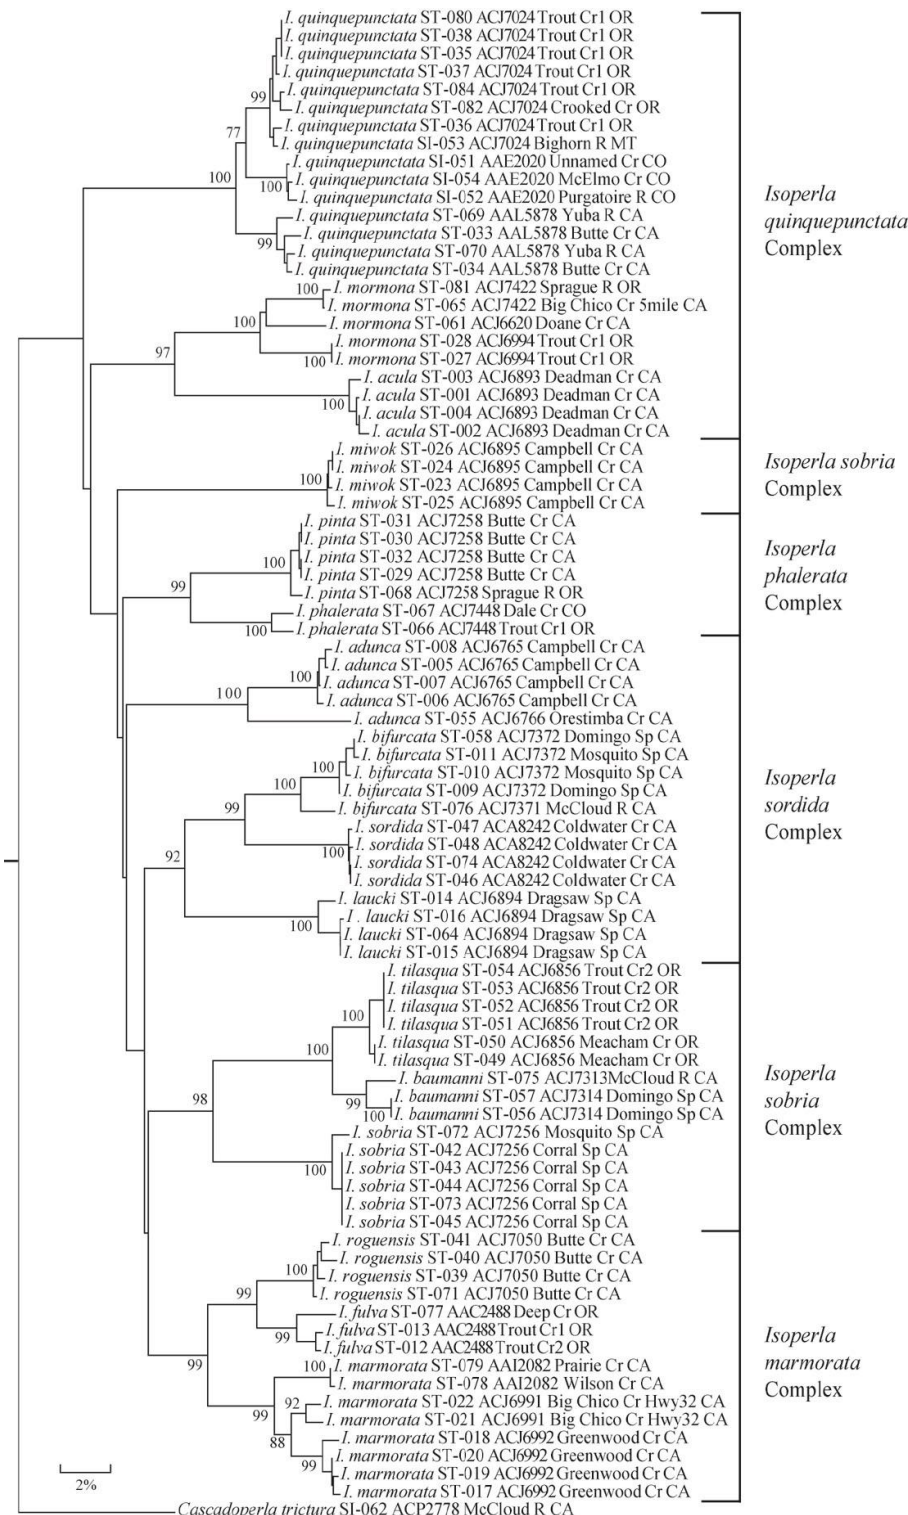 I. quinquepunctata ST-080 ACJ7024 Trout Cr1 OR
I. quinquepunctata ST-038 ACJ7024 Trout Cr1 OR
I. quinquepunctata ST-035 ACJ7024 Trout Cr1 OR
I. quinquepunctata ST-037 ACJ7024 Trout Cr1 OR
I. quinquepunctata ST-084 ACJ7024 Trout Cr1 OR
99
I. quinquepunctata ST-082 ACJ7024 Crooked Cr OR
I. quinquepunctata ST-036 ACJ7024 Trout Cr1 OR
77
I. quinquepunctata SI-053 ACJ7024 Bighorn R MT
I. quinquepunctata SI-051 AAE2020 Unnamed Cr CO
100
I. quinquepunctata SI-054 AAE2020 McElmo Cr CO
100
I. quinquepunctata SI-052 AAE2020 Purgatoire R CO
I. quinquepunctata ST-069 AAL5878 Yuba R CA
I. quinquepunctata ST-033 AAL5878 Butte Cr CA
99
I. quinquepunctata ST-070 AAL5878 Yuba R CA
I. quinquepunctata ST-034 AAL5878 Butte Cr CA
Isoperla
quinquepunctata
Complex
100
I. mormona ST-081 ACJ7422 Sprague R OR
I. mormona ST-065 ACJ7422 Big Chico Cr 5mile CA
100
I. mormona ST-061 ACJ6620 Doane Cr CA
I. mormona ST-028 ACJ6994 Trout Cr1 OR
97
100
I. mormona ST-027 ACJ6994 Trout Cr1 OR
I. acula ST-003 ACJ6893 Deadman Cr CA
I. acula ST-001 ACJ6893 Deadman Cr CA
100
I. acula ST-004 ACJ6893 Deadman Cr CA
I. acula ST-002 ACJ6893 Deadman Cr CA
I. miwok ST-026 ACJ6895 Campbell Cr CA
I. miwok ST-024 ACJ6895 Campbell Cr CA
100
I. miwok ST-023 ACJ6895 Campbell Cr CA
I. miwok ST-025 ACJ6895 Campbell Cr CA
Isoperla sobria
Complex
I. pinta ST-031 ACJ7258 Butte Cr CA
I. pinta ST-030 ACJ7258 Butte Cr CA
100
I. pinta ST-032 ACJ7258 Butte Cr CA
I. pinta ST-029 ACJ7258 Butte Cr CA
99
I. pinta ST-068 ACJ7258 Sprague R OR
I. phalerata ST-067 ACJ7448 Dale Cr CO
100
I. phalerata ST-066 ACJ7448 Trout Cr1 OR
Isoperla
phalerata
Complex
I. adunca ST-008 ACJ6765 Campbell Cr CA
I. adunca ST-005 ACJ6765 Campbell Cr CA
100
I. adunca ST-007 ACJ6765 Campbell Cr CA
100
I. adunca ST-006 ACJ6765 Campbell Cr CA
I. adunca ST-055 ACJ6766 Orestimba Cr CA
I. bifurcata ST-058 ACJ7372 Domingo Sp CA
I. bifurcata ST-011 ACJ7372 Mosquito Sp CA
100
I. bifurcata ST-010 ACJ7372 Mosquito Sp CA
100
I. bifurcata ST-009 ACJ7372 Domingo Sp CA
99
I. bifurcata ST-076 ACJ7371 McCloud R CA
I. sordida ST-047 ACA8242 Coldwater Cr CA
I. sordida ST-048 ACA8242 Coldwater Cr CA
100
92
I. sordida ST-074 ACA8242 Coldwater Cr CA
I. sordida ST-046 ACA8242 Coldwater Cr CA
I. laucki ST-014 ACJ6894 Dragsaw Sp CA
I . laucki ST-016 ACJ6894 Dragsaw Sp CA
100
I. laucki ST-064 ACJ6894 Dragsaw Sp CA
I. laucki ST-015 ACJ6894 Dragsaw Sp CA
Isoperla
sordida
Complex
I. tilasqua ST-054 ACJ6856 Trout Cr2 OR
I. tilasqua ST-053 ACJ6856 Trout Cr2 OR
I. tilasqua ST-052 ACJ6856 Trout Cr2 OR
100
I. tilasqua ST-051 ACJ6856 Trout Cr2 OR
I. tilasqua ST-050 ACJ6856 Meacham Cr OR
100
I. tilasqua ST-049 ACJ6856 Meacham Cr OR
I. baumanni ST-075 ACJ7313McCloud R CA
98
99
I. baumanni ST-057 ACJ7314 Domingo Sp CA
100
I. baumanni ST-056 ACJ7314 Domingo Sp CA
I. sobria ST-072 ACJ7256 Mosquito Sp CA
I. sobria ST-042 ACJ7256 Corral Sp CA
100
I. sobria ST-043 ACJ7256 Corral Sp CA
I. sobria ST-044 ACJ7256 Corral Sp CA
I. sobria ST-073 ACJ7256 Corral Sp CA
I. sobria ST-045 ACJ7256 Corral Sp CA
Isoperla
sobria
Complex
I. roguensis ST-041 ACJ7050 Butte Cr CA
I. roguensis ST-040 ACJ7050 Butte Cr CA
100
I. roguensis ST-039 ACJ7050 Butte Cr CA
99
I. roguensis ST-071 ACJ7050 Butte Cr CA
I. fulva ST-077 AAC2488 Deep Cr OR
I. fulva ST-013 AAC2488 Trout Cr1 OR
99
I. fulva ST-012 AAC2488 Trout Cr2 OR
99
100
I. marmorata ST-079 AAI2082 Prairie Cr CA
I. marmorata ST-078 AAI2082 Wilson Cr CA
92
I. marmorata ST-022 ACJ6991 Big Chico Cr Hwy32 CA
99
I. marmorata ST-021 ACJ6991 Big Chico Cr Hwy32 CA
88
I. marmorata ST-018 ACJ6992 Greenwood Cr CA
I. marmorata ST-020 ACJ6992 Greenwood Cr CA
99
I. marmorata ST-019 ACJ6992 Greenwood Cr CA
I. marmorata ST-017 ACJ6992 Greenwood Cr CA
Isoperla
marmorata
Complex
2%
Cascadoperla trictura SI-062 ACP2778 McCloud R CA